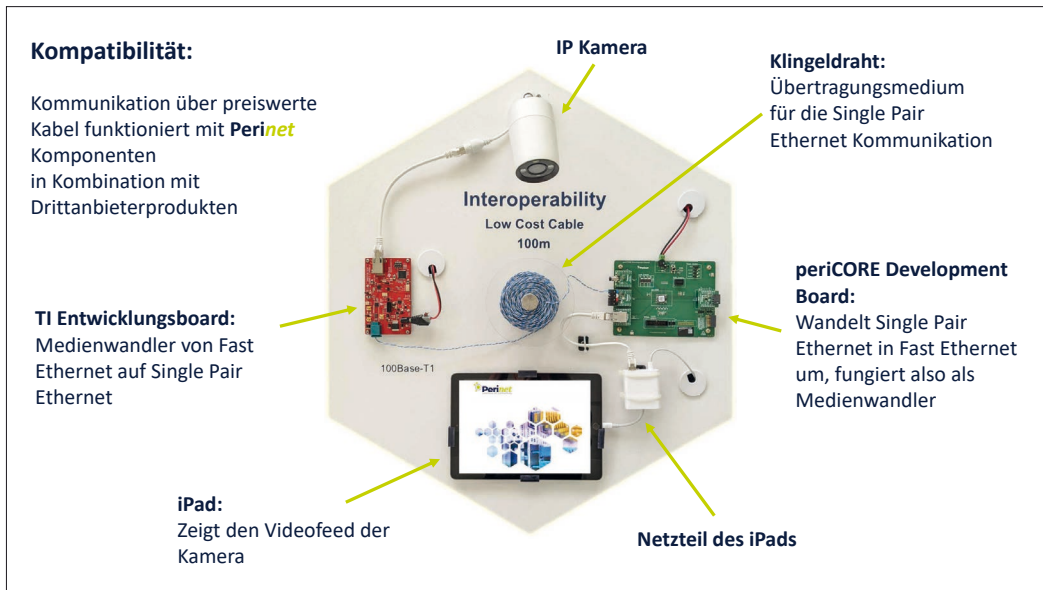 Kompatibilität:
Kommunikation über preiswerte
Kabel funktioniert mit Perinet
Komponenten
in Kombination mit
Drittanbieterprodukten
IP Kamera
Klingeldraht:
Übertragungsmedium
für die Single Pair
Ethernet Kommunikation
Interoperability
Low Cost Cable
100m
TI Entwicklungsboard:
Medienwandler von Fast
Ethernet auf Single Pair
Ethernet
100Base-T1
periCORE Development
Board:
Wandelt Single Pair
Ethernet in Fast Ethernet
um, fungiert also als
Medienwandler
Perinet
iPad:
Zeigt den Videofeed der
Kamera
Netzteil des iPads